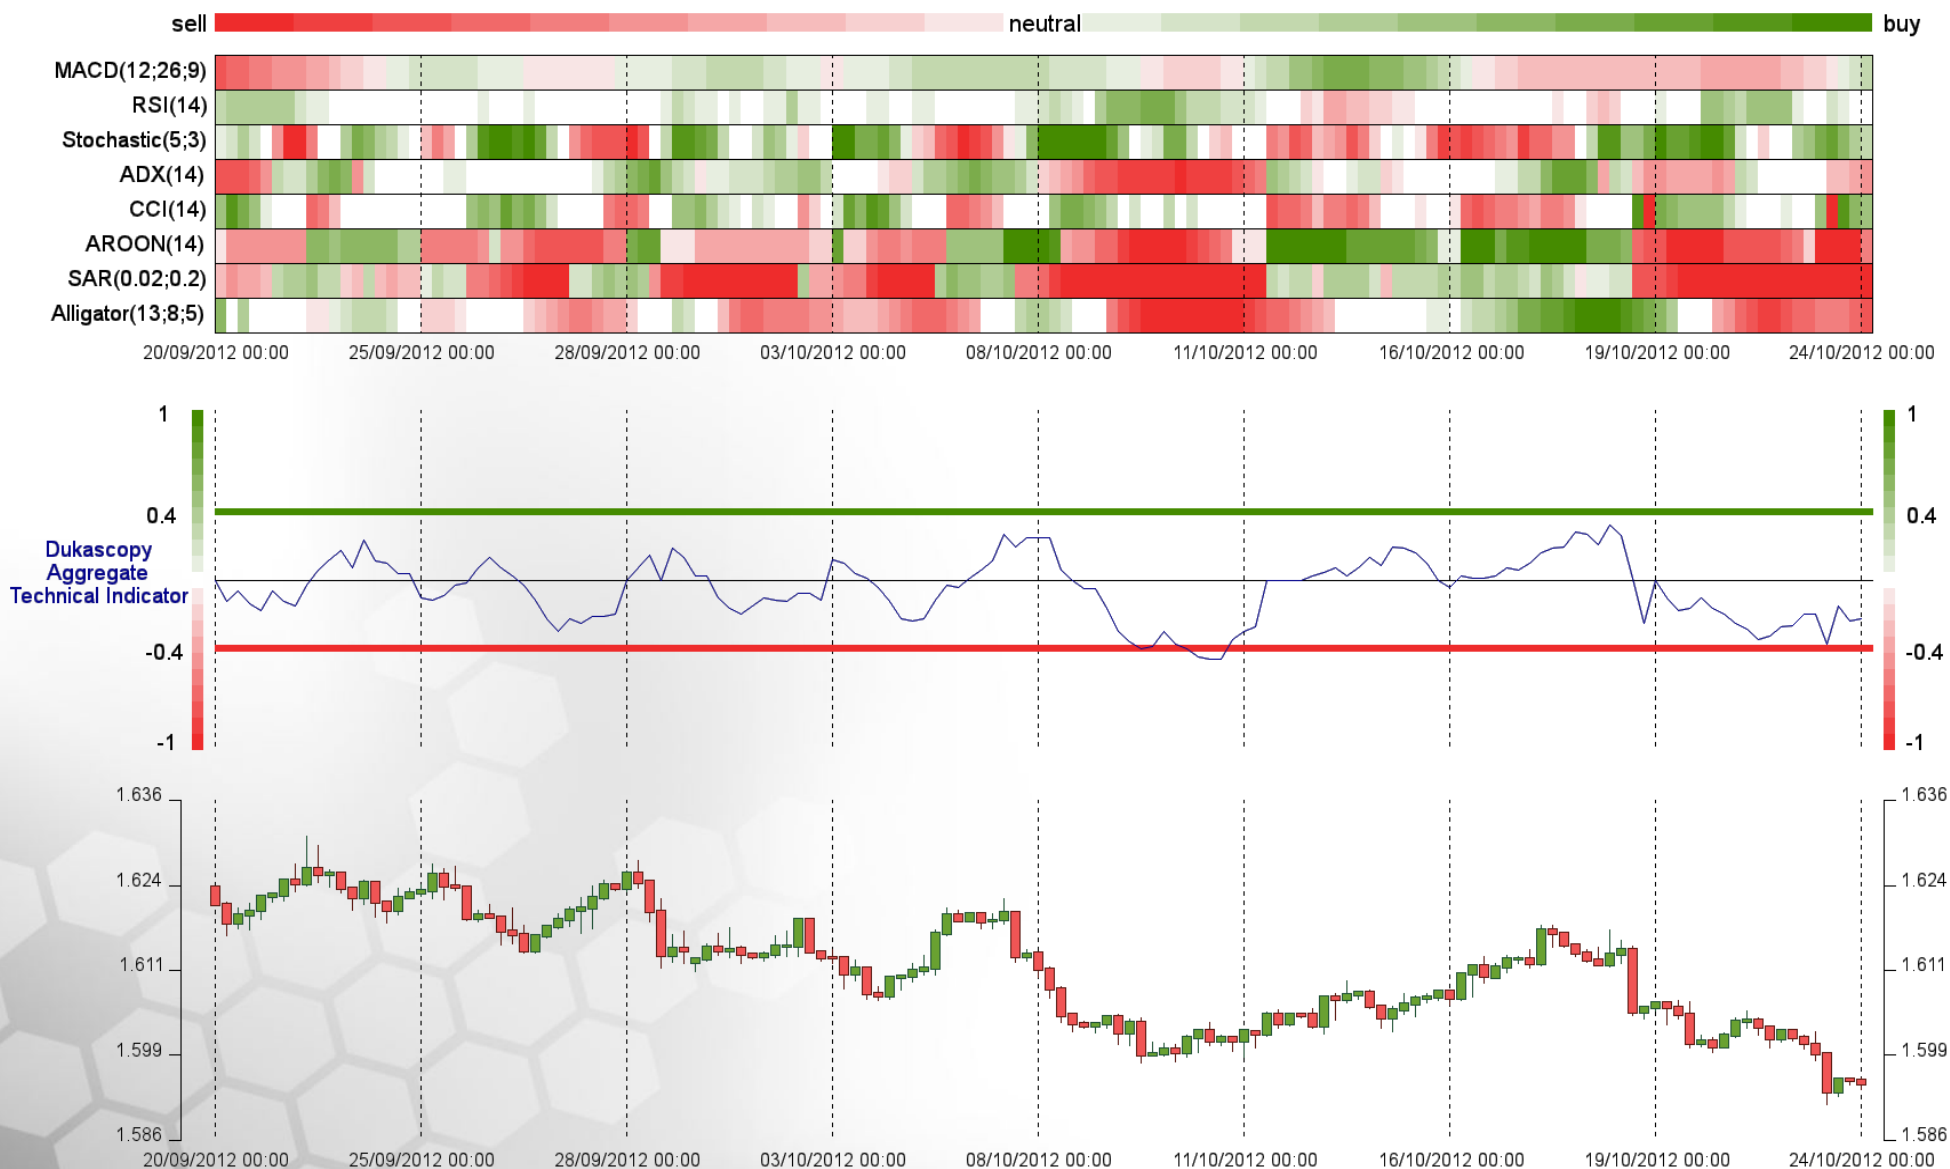 sell neutral buy
MACD(12;26;9)
RSI(14)
Stochastic(5;3)
ADX(14)
CCI(14)
AROON(14)
SAR(0.02;0.2)
Alligator(13;8;5)
20/09/2012 00:00 25/09/2012 00:00 28/09/2012 00:00 03/10/2012 00:00 08/10/2012 00:00 11/10/2012 00:00 16/10/2012 00:00 19/10/2012 00:00 24/10/2012 00:00
1 1
0.4 0.4
Dukascopy
Aggregate
Technical Indicator
-0.4 -0.4
-1 -1
1.636 1.636
1.624 1.624
1.611 1.611
1.599 1.599
1.586 1.586
20/09/2012 00:00 25/09/2012 00:00 28/09/2012 00:00 03/10/2012 00:00 08/10/2012 00:00 11/10/2012 00:00 16/10/2012 00:00 19/10/2012 00:00 24/10/2012 00:00